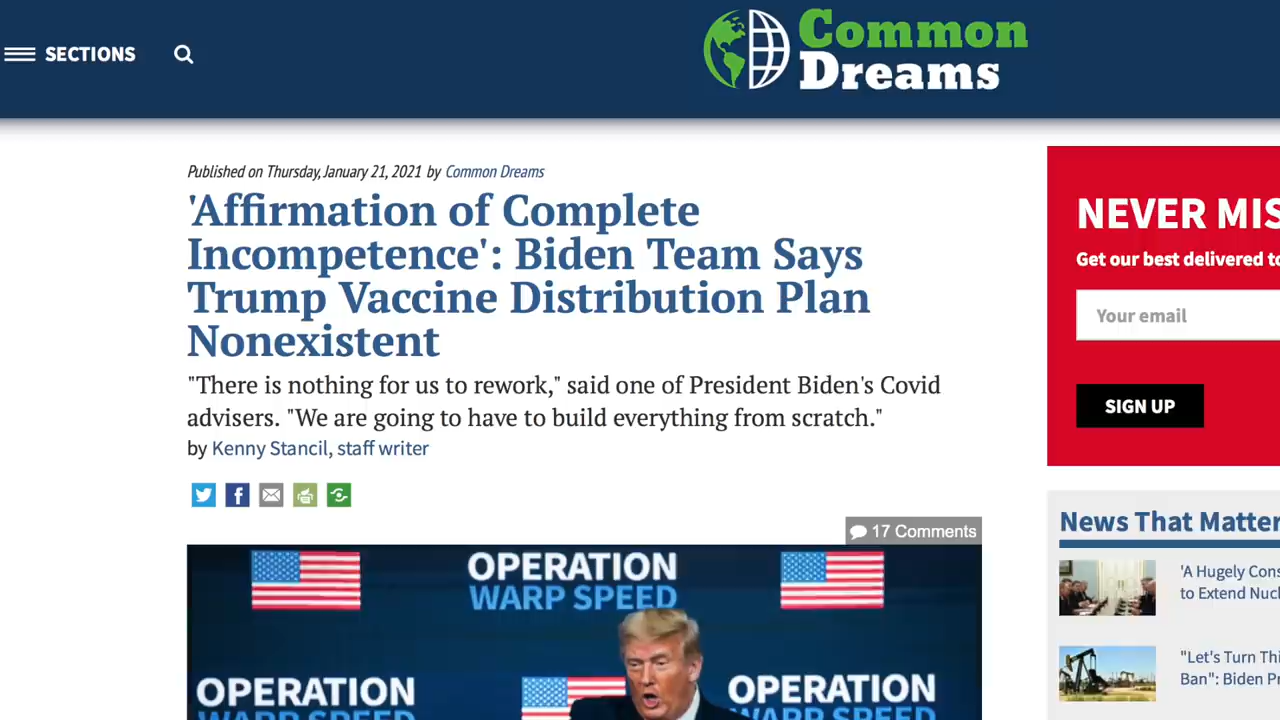 SECTIONS
Common
Dreams
Published on Thursday, January 21, 2021 by Common Dreams
'Affirmation of Complete
Incompetence': Biden Team Says
Trump Vaccine Distribution Plan
Nonexistent
"There is nothing for us to rework," said one of President Biden's Covid
advisers. "We are going to have to build everything from scratch."
by Kenny Stancil, staff writer
17 Comments
OPERATION
WARP SPEED
OPERATION
WARP SPEED
OPERATION
WARP SPEED
NEVER MIS
Get our best delivered to
Your email
SIGN UP
News That Matter
'A Hugely Cons
to Extend Nucl
"Let's Turn Thi
Ban": Biden Pr